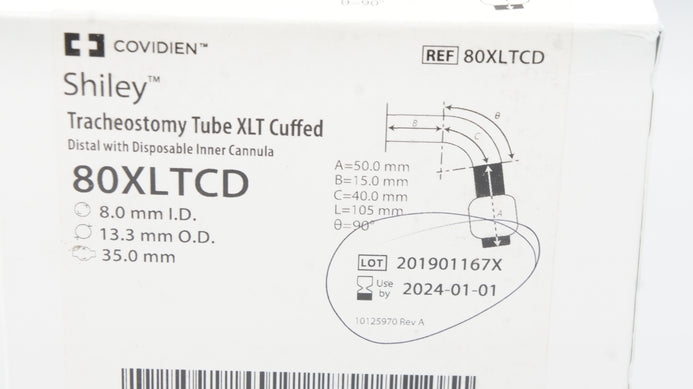 θ=90°
COVIDIEN™
REF 80XLTCD
Shiley™
Tracheostomy Tube XLT Cuffed
Distal with Disposable Inner Cannula
80XLTCD
8.0 mm I.D.
13.3 mm O.D.
35.0 mm
A=50.0 mm
B=15.0 mm
C=40.0 mm
L=105 mm
θ=90°
B
C
θ
A
LOT 201901167X
Use
by 2024-01-01
10125970 Rev A